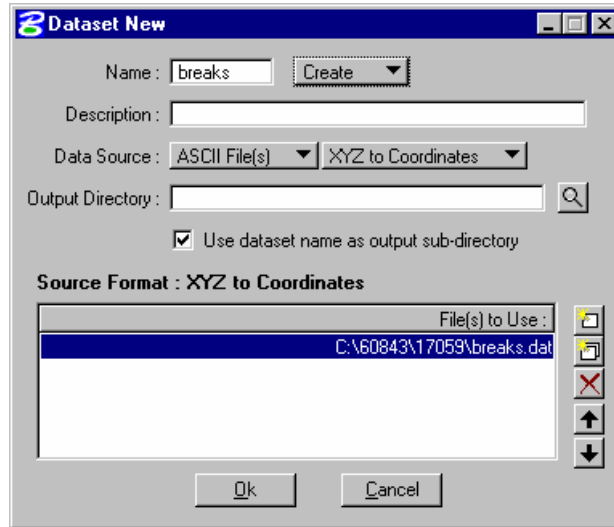 Dataset New
Name : breaks Create
Description :
Data Source : ASCII File(s) XYZ to Coordinates
Output Directory :
Use dataset name as output sub-directory
Source Format : XYZ to Coordinates
File(s) to Use :
C:\60843\17059\breaks.dat
Ok Cancel